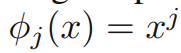 ϕ_j(x) = x^j